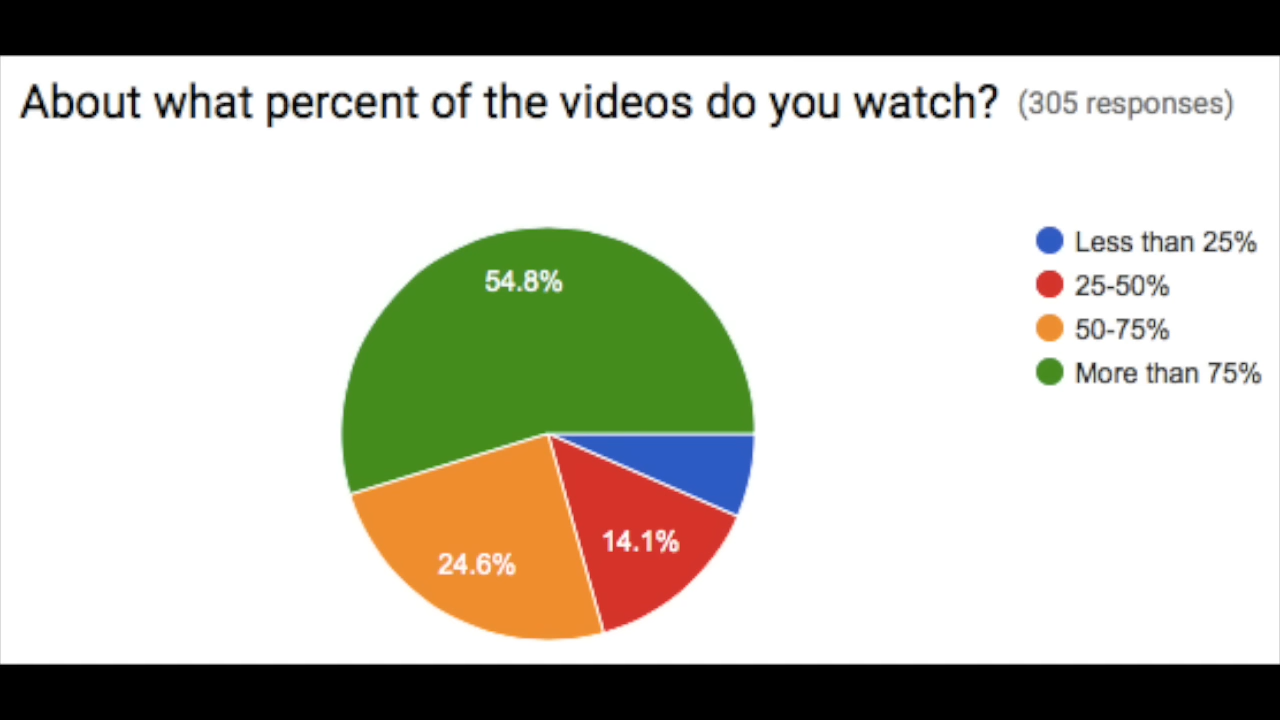 About what percent of the videos do you watch? (305 responses)
54.8%
24.6%
14.1%
Less than 25%
25-50%
50-75%
More than 75%